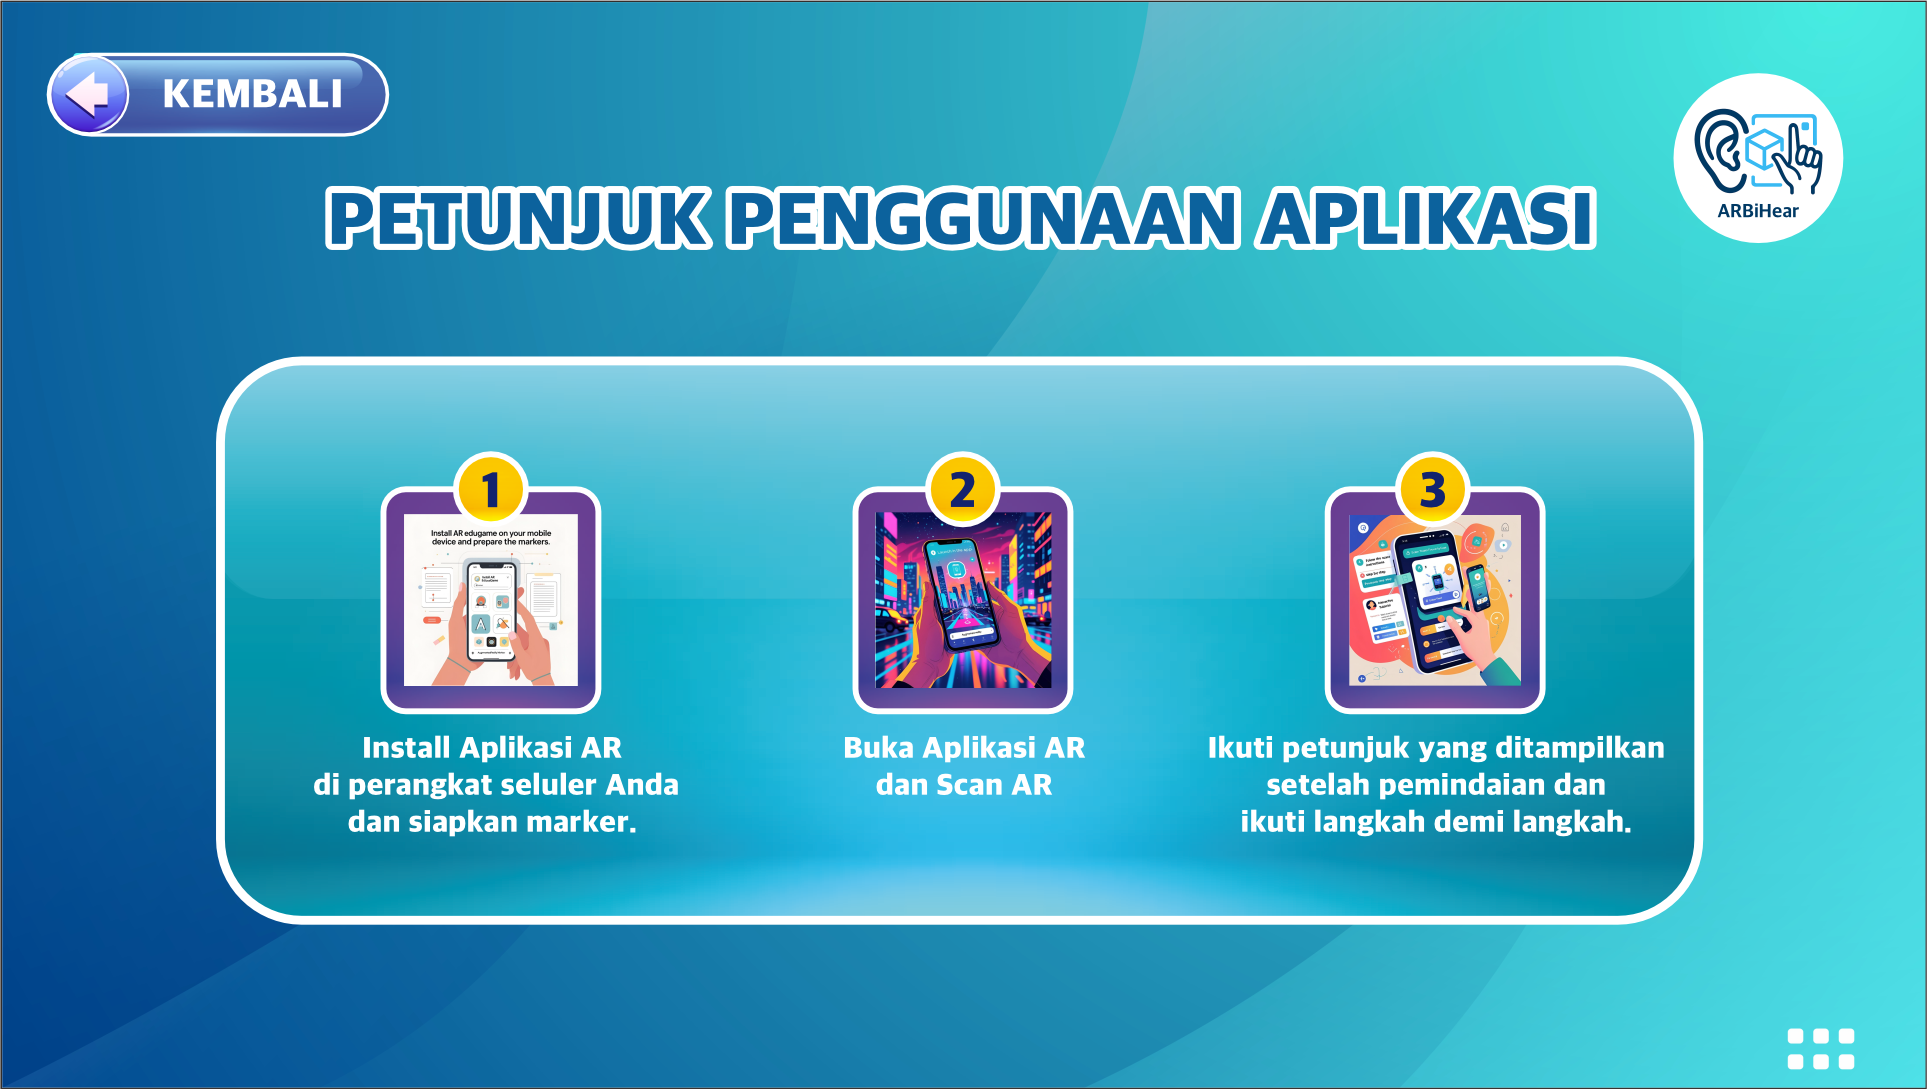 KEMBALI
ARBiHear
PETUNJUK PENGGUNAAN APLIKASI
1
Install AR edugame on your mobile
device and prepare the markers.
Install Aplikasi AR
di perangkat seluler Anda
dan siapkan marker.
2
Buka Aplikasi AR
dan Scan AR
3
Ikuti petunjuk yang ditampilkan
setelah pemindaian dan
ikuti langkah demi langkah.